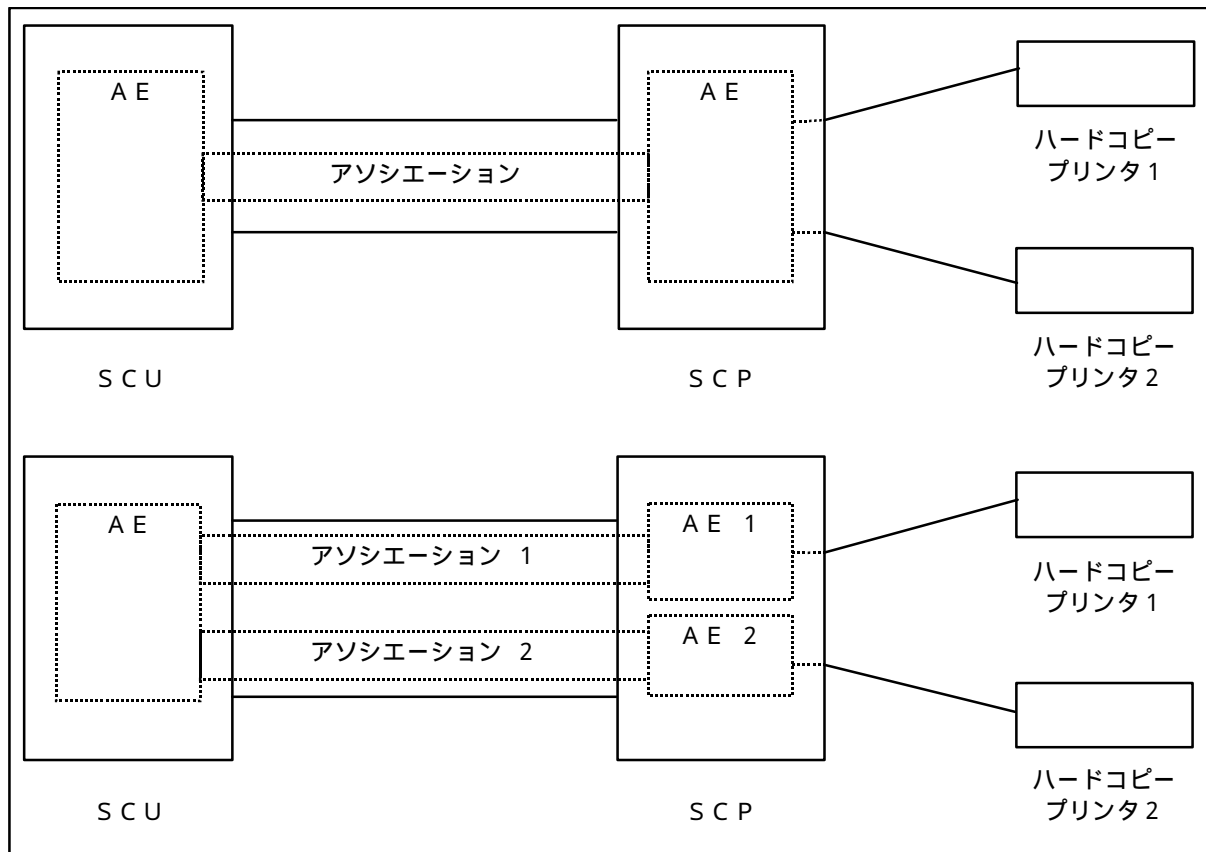 AE
AE
アソシエーション
ハードコピー
プリンタ1
ハードコピー
プリンタ2
SCU
SCP
AE
AE 1
アソシエーション 1
AE 2
アソシエーション 2
ハードコピー
プリンタ1
ハードコピー
プリンタ2
SCU
SCP